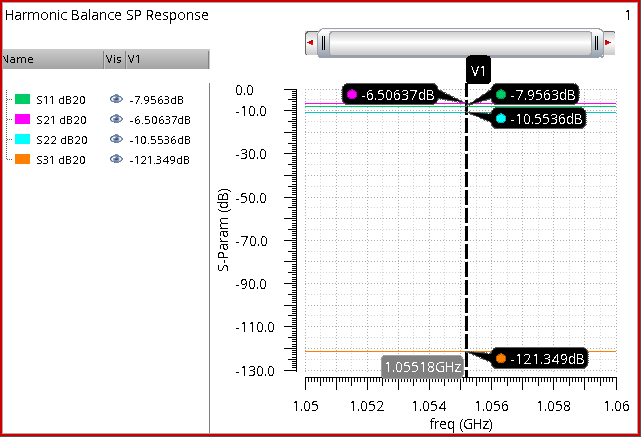 Harmonic Balance SP Response 1
Name Vis V1
S11 dB20 -7.9563dB
S21 dB20 -6.50637dB
S22 dB20 -10.5536dB
S31 dB20 -121.349dB
V1
-6.50637dB -7.9563dB
-10.5536dB
-121.349dB
1.05518GHz
S-Param (dB)
0.0
-10.0
-30.0
-50.0
-70.0
-90.0
-110.0
-130.0
1.05 1.052 1.054 1.056 1.058 1.06
freq (GHz)